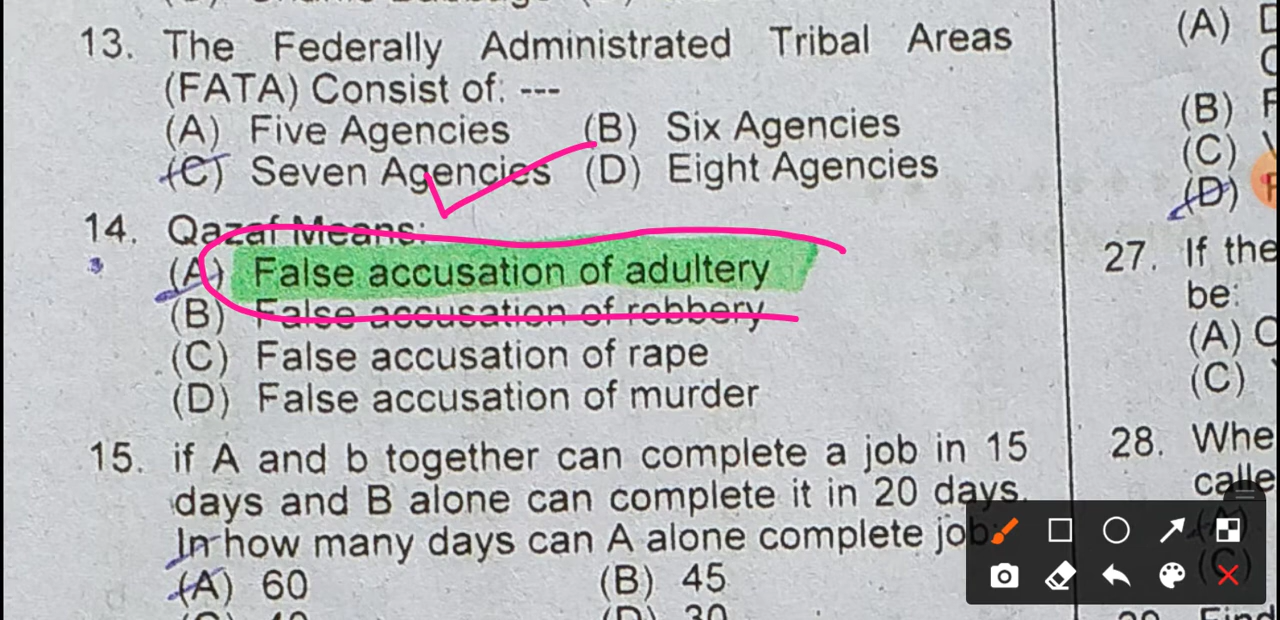 13. The Federally Administrated Tribal Areas
(FATA) Consist of: ---
(A) Five Agencies (B) Six Agencies
(C) Seven Agencies (D) Eight Agencies
14. Qazaf Means:
(A) False accusation of adultery
(B) False accusation of robbery
(C) False accusation of rape
(D) False accusation of murder
15. if A and b together can complete a job in 15
days and B alone can complete it in 20 days.
In how many days can A alone complete job
(A) 60 (B) 45
(D) 30
(A)
(B)
(C)
(D)
27. If the
be:
(A)
(C)
28.
(A)
(C)